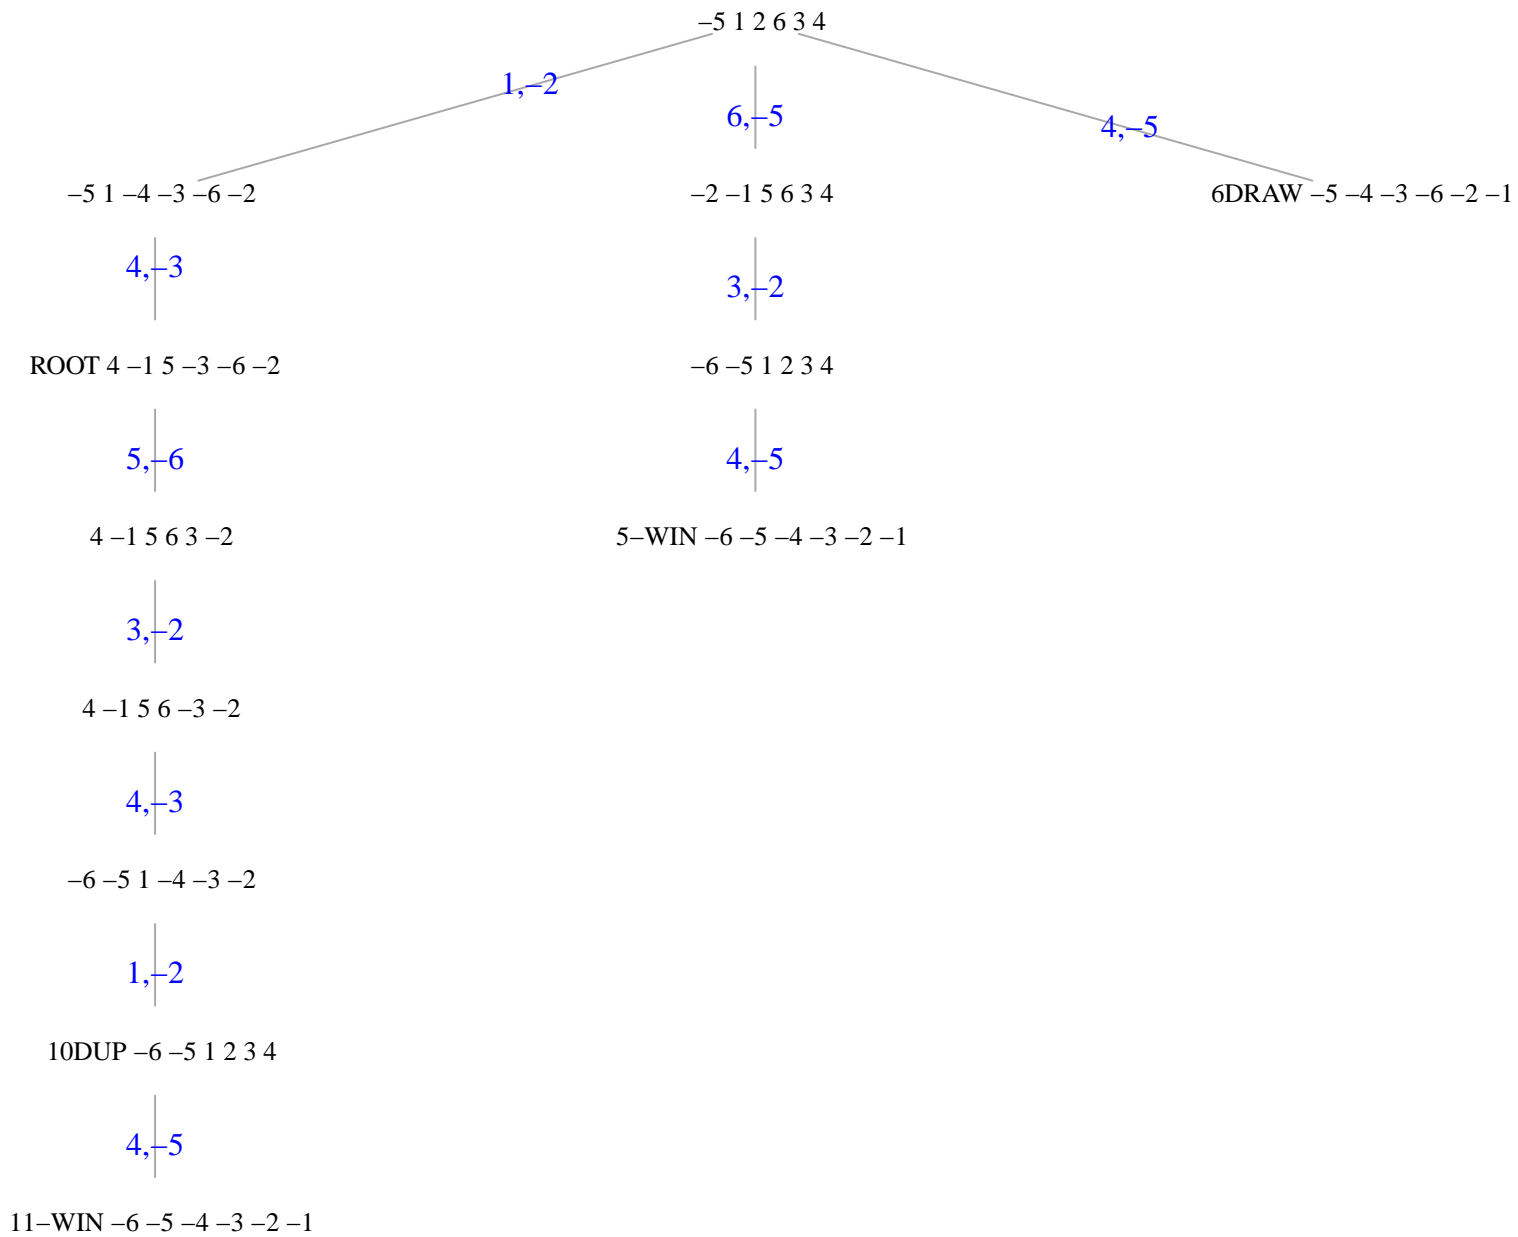 –5 1 2 6 3 4
1,–2
6,–5
4,–5
–5 1 –4 –3 –6 –2
–2 –1 5 6 3 4
6DRAW –5 –4 –3 –6 –2 –1
4,–3
3,–2
ROOT 4 –1 5 –3 –6 –2
–6 –5 1 2 3 4
5,–6
4,–5
4 –1 5 6 3 –2
5–WIN –6 –5 –4 –3 –2 –1
3,–2
4 –1 5 6 –3 –2
4,–3
–6 –5 1 –4 –3 –2
1,–2
10DUP –6 –5 1 2 3 4
4,–5
11–WIN –6 –5 –4 –3 –2 –1